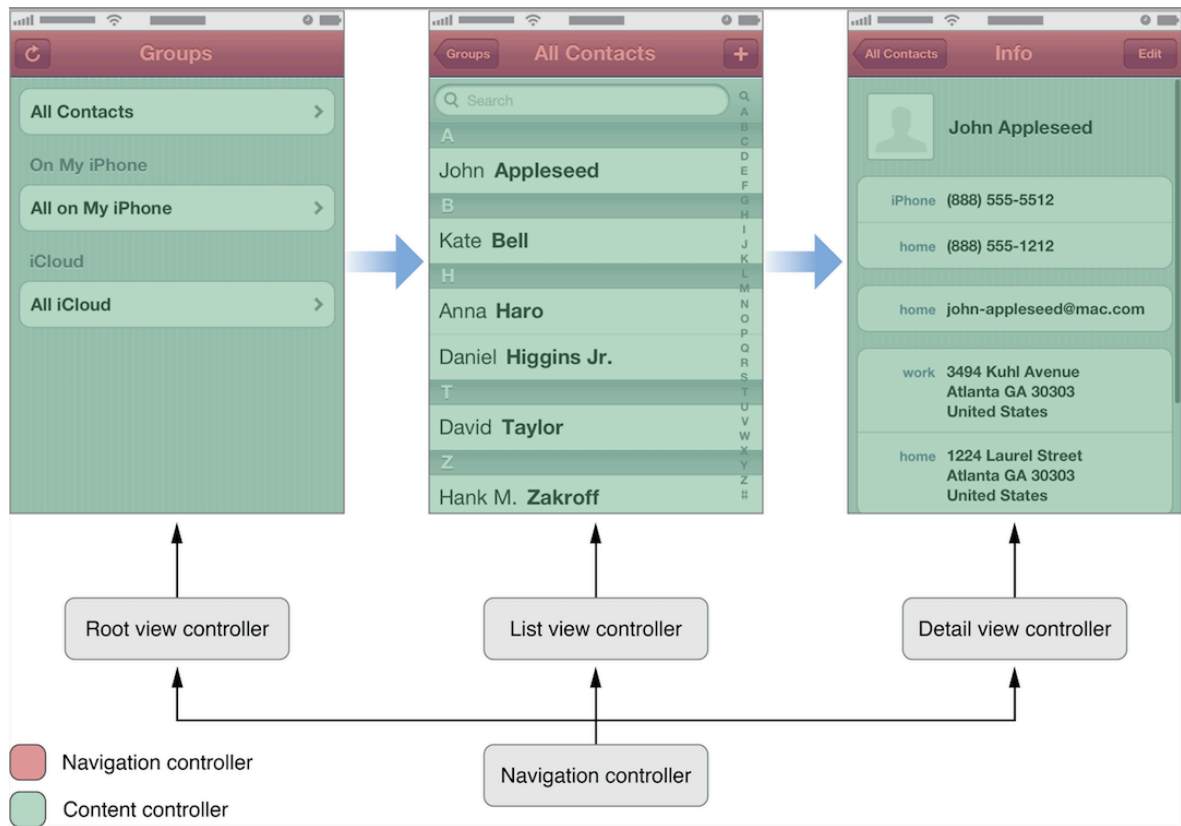 Groups
All Contacts
On My iPhone
All on My iPhone
iCloud
All iCloud
Groups
All Contacts
+
Search
A
John Appleseed
B
Kate Bell
H
Anna Haro
Daniel Higgins Jr.
T
David Taylor
Z
Hank M. Zakroff
A
B
C
D
E
F
G
H
I
J
K
L
M
N
O
P
Q
R
S
T
U
V
W
X
Y
Z
#
All Contacts
Info
Edit
John Appleseed
iPhone (888) 555-5512
home (888) 555-1212
home john-appleseed@mac.com
work 3494 Kuhl Avenue
Atlanta GA 30303
United States
home 1224 Laurel Street
Atlanta GA 30303
United States
Root view controller
List view controller
Detail view controller
Navigation controller
Navigation controller
Content controller